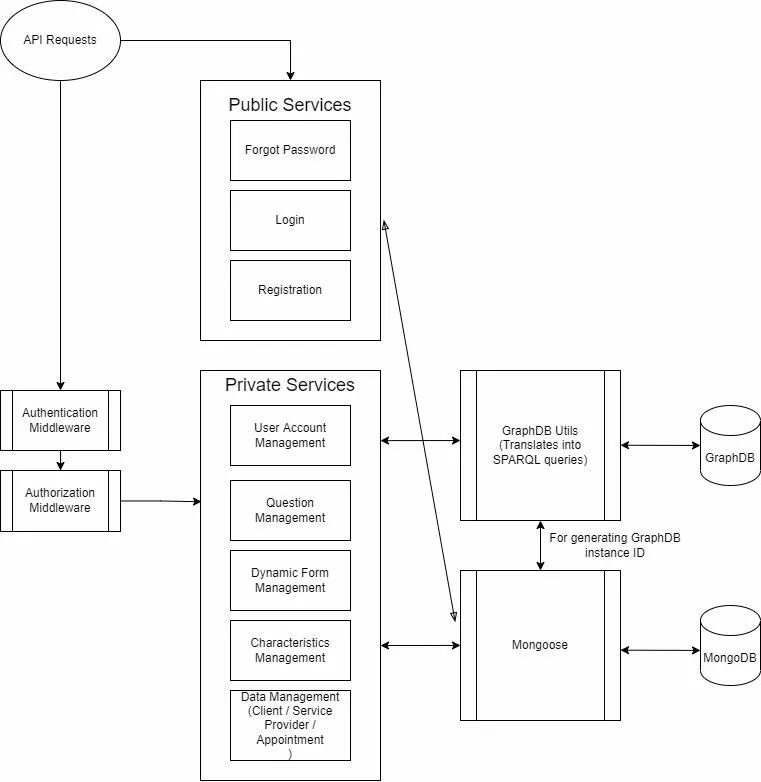 API Requests
Public Services
Forgot Password
Login
Registration
Authentication
Middleware
Authorization
Middleware
Private Services
User Account
Management
Question
Management
Dynamic Form
Management
Characteristics
Management
Data Management
(Client / Service
Provider /
Appointment
)
GraphDB Utils
(Translates into
SPARQL queries)
GraphDB
For generating GraphDB
instance ID
Mongoose
MongoDB